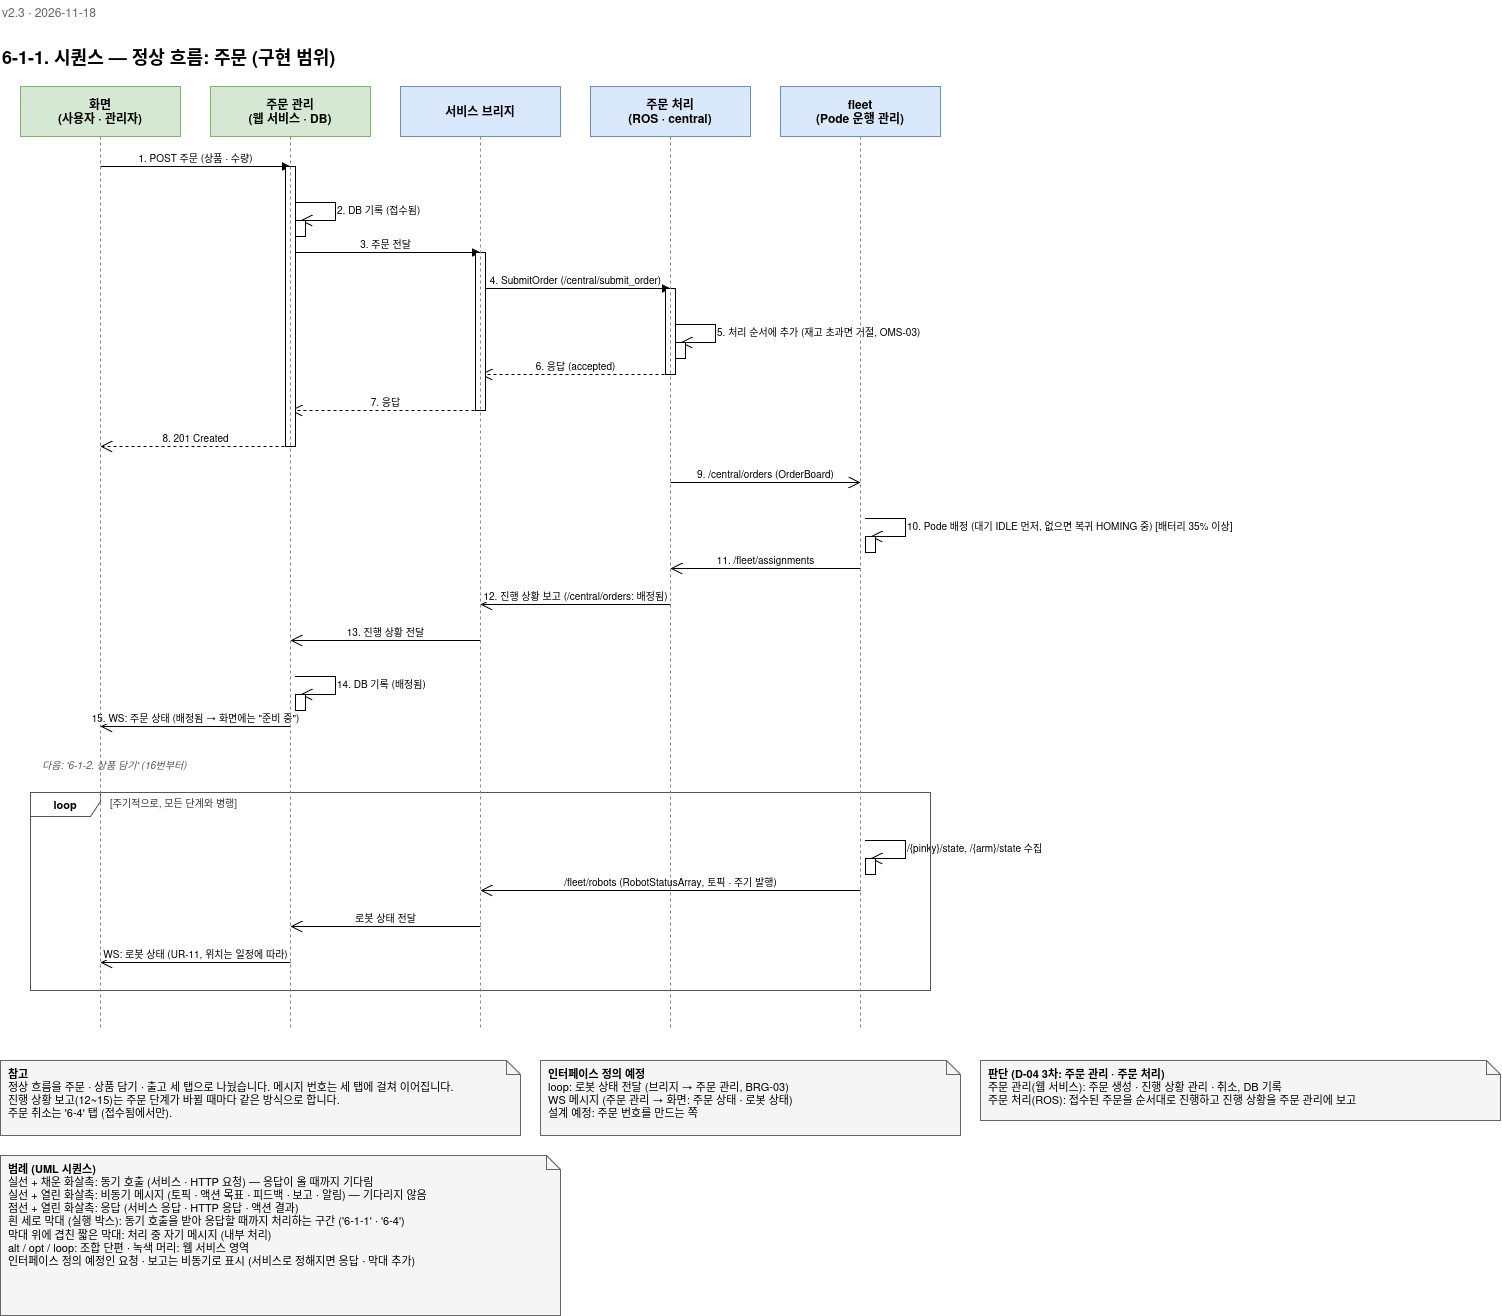 v2.3 · 2026-11-18
6-1-1. 시퀀스 — 정상 흐름: 주문 (구현 범위)
화면
(사용자 · 관리자)
주문 관리
(웹 서비스 · DB)
서비스 브리지
주문 처리
(ROS · central)
fleet
(Pode 운행 관리)
1. POST 주문 (상품 · 수량)
2. DB 기록 (접수됨)
3. 주문 전달
4. SubmitOrder (/central/submit_order)
5. 처리 순서에 추가 (재고 초과면 거절, OMS-03)
6. 응답 (accepted)
7. 응답
8. 201 Created
9. /central/orders (OrderBoard)
10. Pode 배정 (대기 IDLE 먼저, 없으면 복귀 HOMING 중) [배터리 35% 이상]
11. /fleet/assignments
12. 진행 상황 보고 (/central/orders: 배정됨)
13. 진행 상황 전달
14. DB 기록 (배정됨)
15. WS: 주문 상태 (배정됨 → 화면에는 "준비 중")
다음: '6-1-2. 상품 담기' (16번부터)
loop
[주기적으로, 모든 단계와 병행]
/{pinky}/state, /{arm}/state 수집
/fleet/robots (RobotStatusArray, 토픽 · 주기 발행)
로봇 상태 전달
WS: 로봇 상태 (UR-11, 위치는 일정에 따라)
참고
정상 흐름을 주문 · 상품 담기 · 출고 세 탭으로 나눴습니다. 메시지 번호는 세 탭에 걸쳐 이어집니다.
진행 상황 보고(12~15)는 주문 단계가 바뀔 때마다 같은 방식으로 합니다.
주문 취소는 '6-4' 탭 (접수됨에서만).
인터페이스 정의 예정
loop: 로봇 상태 전달 (브리지 → 주문 관리, BRG-03)
WS 메시지 (주문 관리 → 화면: 주문 상태 · 로봇 상태)
설계 예정: 주문 번호를 만드는 쪽
판단 (D-04 3차: 주문 관리 · 주문 처리)
주문 관리(웹 서비스): 주문 생성 · 진행 상황 관리 · 취소, DB 기록
주문 처리(ROS): 접수된 주문을 순서대로 진행하고 진행 상황을 주문 관리에 보고
범례 (UML 시퀀스)
실선 + 채운 화살촉: 동기 호출 (서비스 · HTTP 요청) — 응답이 올 때까지 기다림
실선 + 열린 화살촉: 비동기 메시지 (토픽 · 액션 목표 · 피드백 · 보고 · 알림) — 기다리지 않음
점선 + 열린 화살촉: 응답 (서비스 응답 · HTTP 응답 · 액션 결과)
흰 세로 막대 (실행 박스): 동기 호출을 받아 응답할 때까지 처리하는 구간 ('6-1-1' · '6-4')
막대 위에 겹친 짧은 막대: 처리 중 자기 메시지 (내부 처리)
alt / opt / loop: 조합 단편 · 녹색 머리: 웹 서비스 영역
인터페이스 정의 예정인 요청 · 보고는 비동기로 표시 (서비스로 정해지면 응답 · 막대 추가)